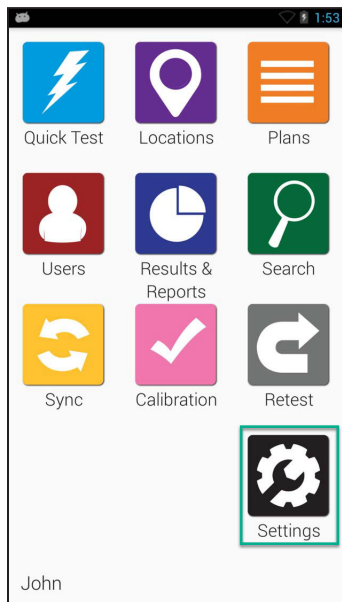 1:53
Quick Test
Locations
Plans
Users
Results &
Reports
Search
Sync
Calibration
Retest
Settings
John